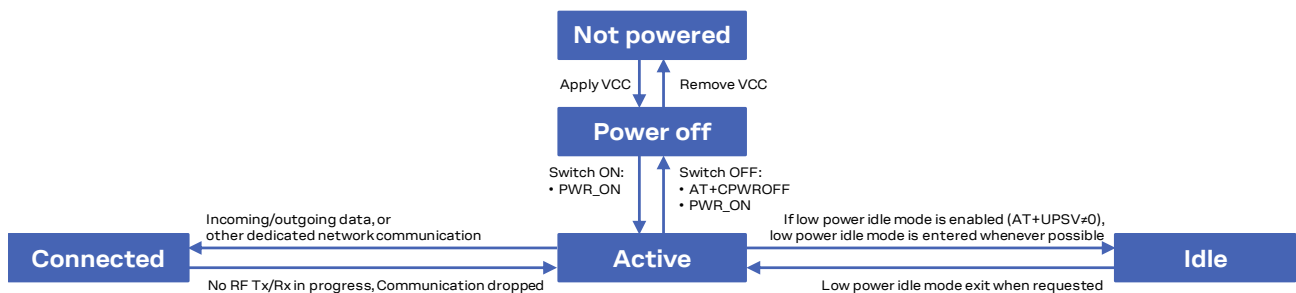 Not powered
Apply VCC
Remove VCC
Power off
Switch ON:
• PWR_ON
Switch OFF:
• AT+CPWROFF
• PWR_ON
Incoming/outgoing data, or
other dedicated network communication
If low power idle mode is enabled (AT+UPSV≠0),
low power idle mode is entered whenever possible
Connected
Active
Idle
No RF Tx/Rx in progress, Communication dropped
Low power idle mode exit when requested